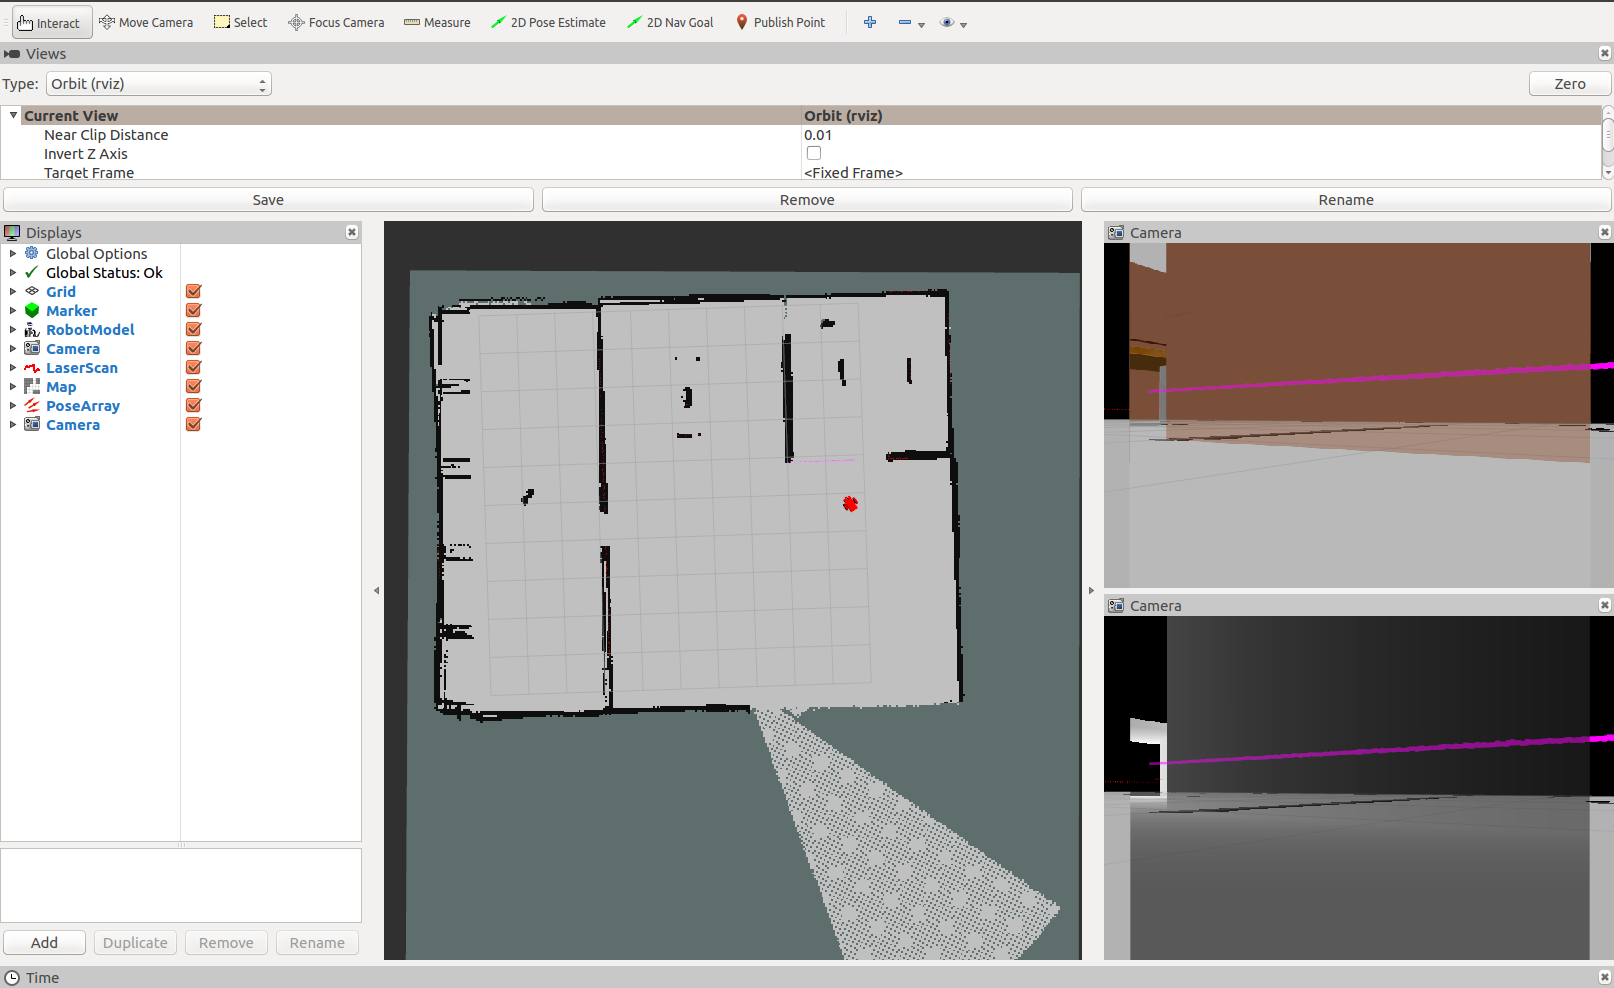 Interact Move Camera Select Focus Camera Measure 2D Pose Estimate 2D Nav Goal Publish Point
Views
Type: Orbit (rviz) Zero
Current View Orbit (rviz)
Near Clip Distance 0.01
Invert Z Axis
Target Frame <Fixed Frame>
Save Remove Rename
Displays
Global Options
Global Status: Ok
Grid
Marker
RobotModel
Camera
LaserScan
Map
PoseArray
Camera
Add Duplicate Remove Rename
Camera
Camera
Time